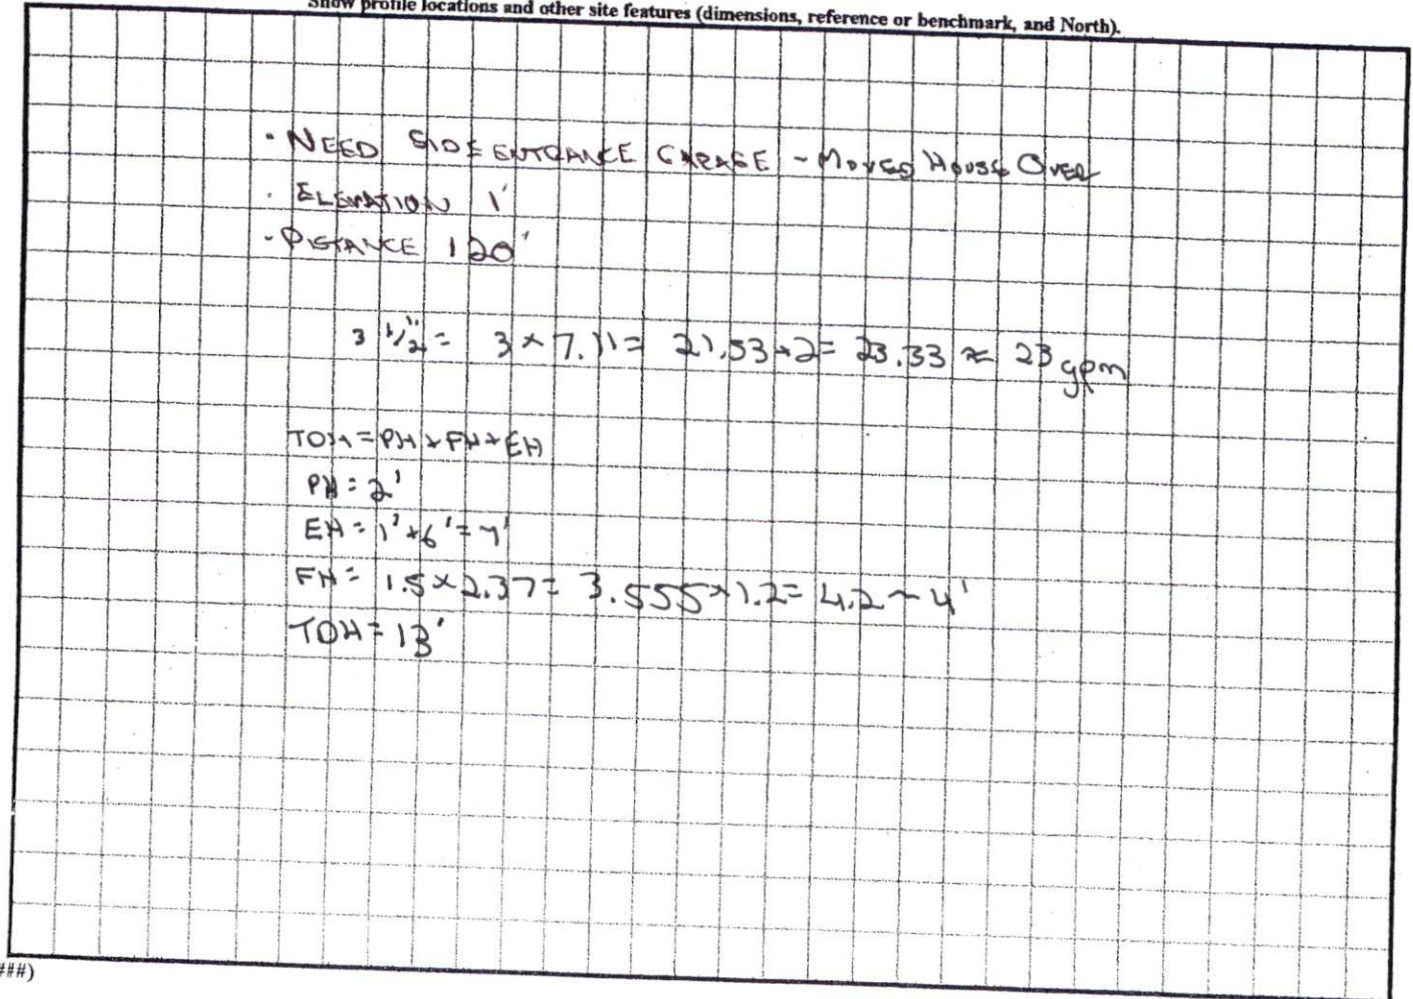 Show profile locations and other site features (dimensions, reference or benchmark, and North).
· NEED SIDE ENTRANCE GARAGE - MOVED HOUSE OVER
· ELEVATION 1'
- DISTANCE 120'
3 1/2" = 3 × 7.11 = 21.33 + 2 = 23.33 ≈ 23 gpm
TDH = PH + FH + EH
PH = 2'
EH = 1' + 6' = 7'
FH = 1.5 × 2.37 = 3.555 × 1.2 = 4.2 ~ 4'
TDH = 13'
###)